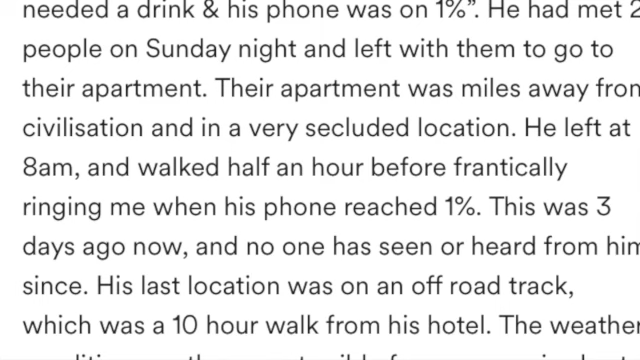 needed a drink & his phone was on 1%”. He had met 2
people on Sunday night and left with them to go to
their apartment. Their apartment was miles away from
civilisation and in a very secluded location. He left at
8am, and walked half an hour before frantically
ringing me when his phone reached 1%. This was 3
days ago now, and no one has seen or heard from him
since. His last location was on an off road track,
which was a 10 hour walk from his hotel. The weather